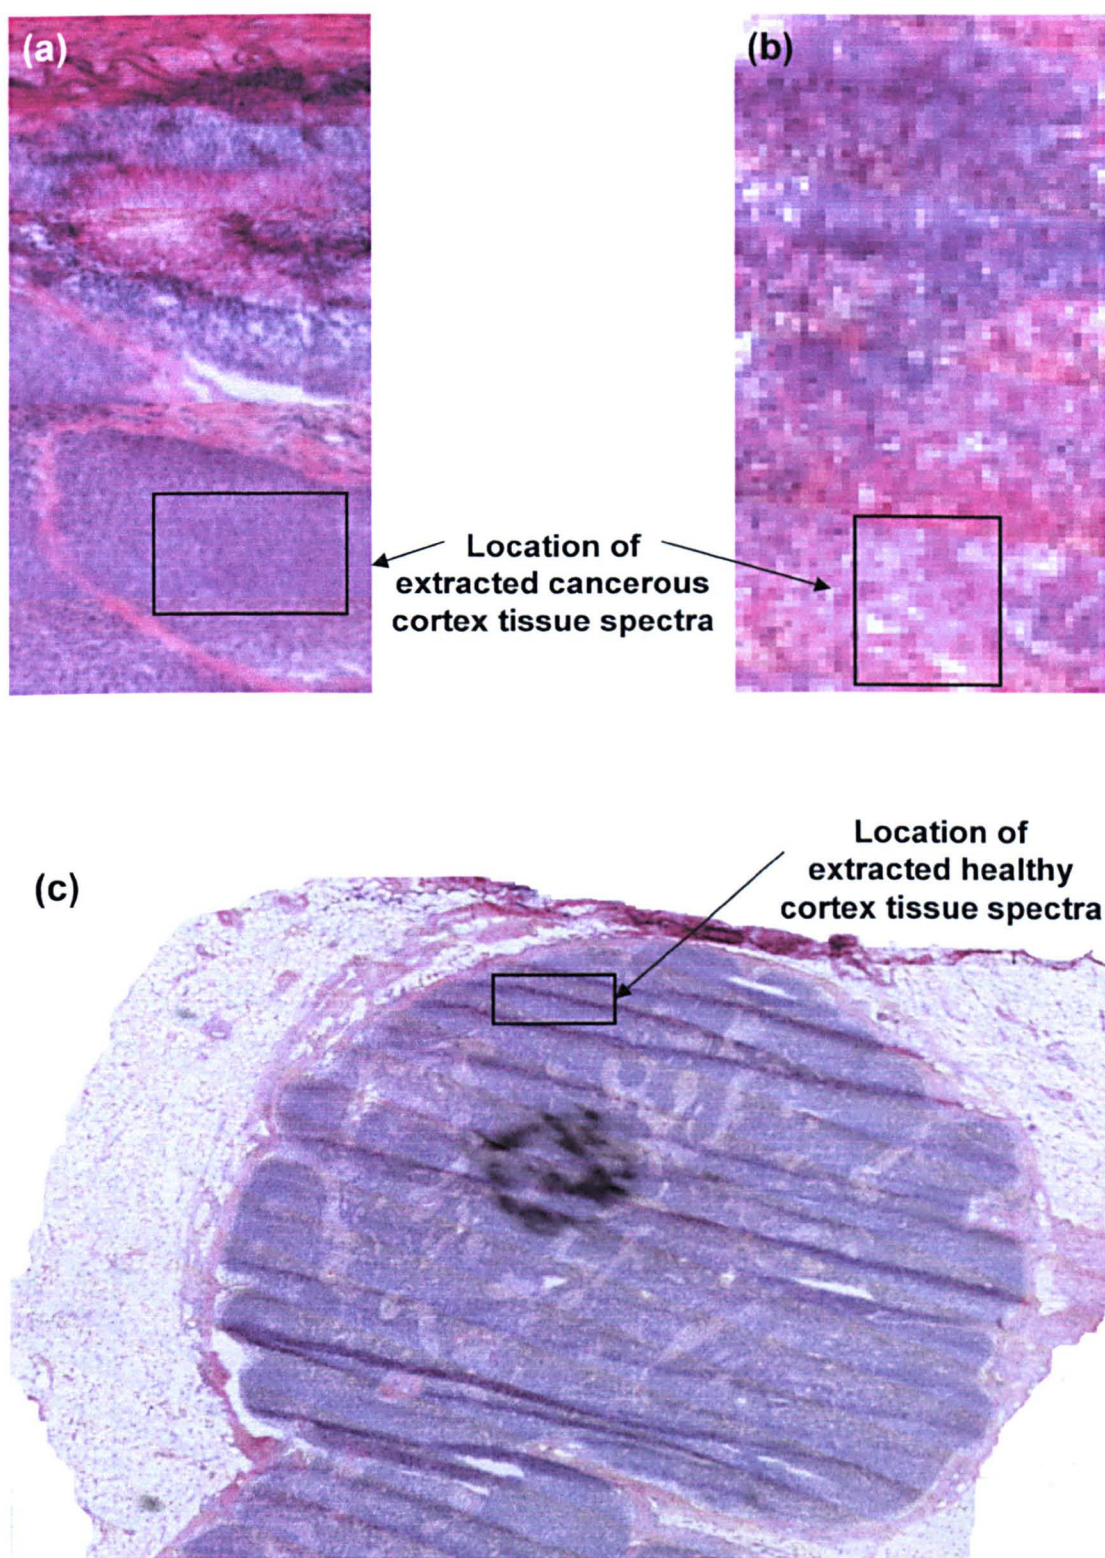 (a)
(b)
Location of
extracted cancerous
cortex tissue spectra
Location of
extracted healthy
cortex tissue spectra
(c)